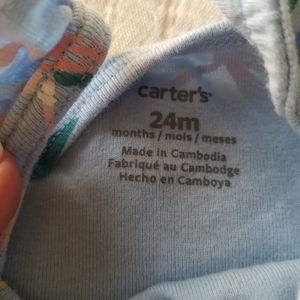 carter's
24m
months / mois / meses
Made in Cambodia
Fabriqué au Cambodge
Hecho en Camboya